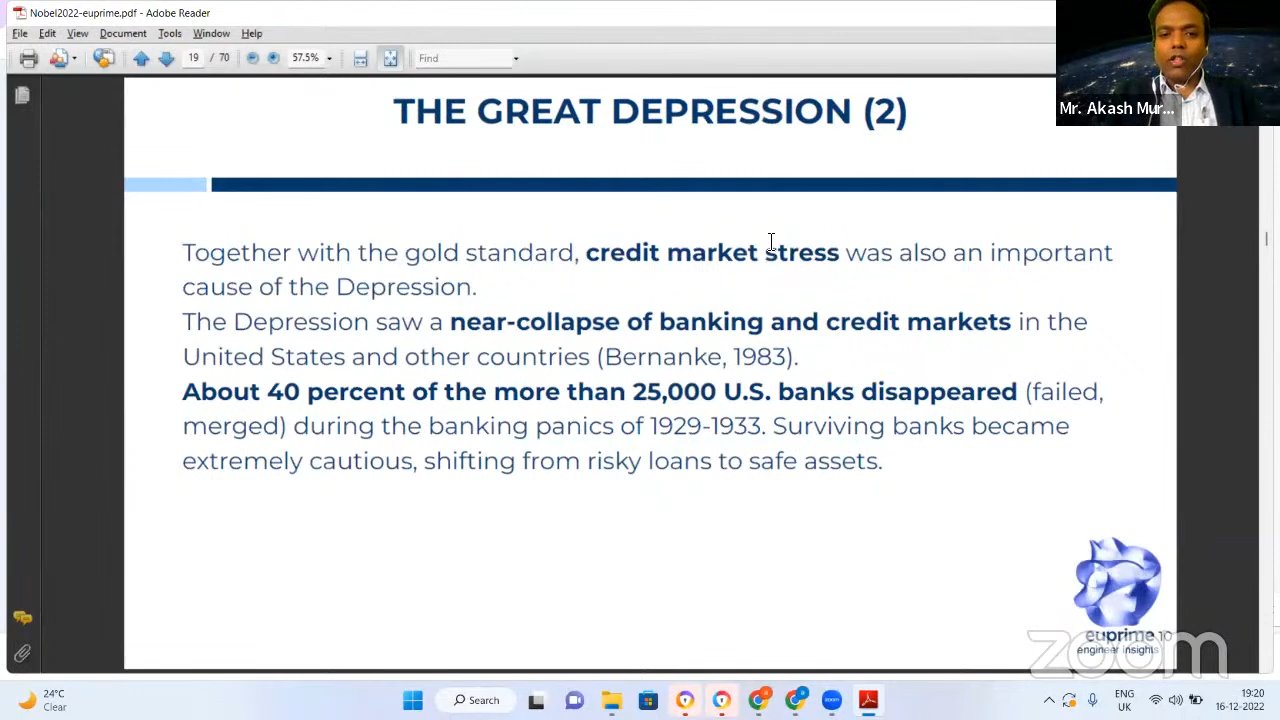 Nobel2022-euprime.pdf - Adobe Reader
File Edit View Document Tools Window Help
19 / 70 57.5% Find
Mr. Akash Mur...
THE GREAT DEPRESSION (2)
Together with the gold standard, credit market stress was also an important
cause of the Depression.
The Depression saw a near-collapse of banking and credit markets in the
United States and other countries (Bernanke, 1983).
About 40 percent of the more than 25,000 U.S. banks disappeared (failed,
merged) during the banking panics of 1929-1933. Surviving banks became
extremely cautious, shifting from risky loans to safe assets.
euprime 10
engineer insights
zoom
24°C
Clear
Search
ENG
UK
19:20
16-12-2022